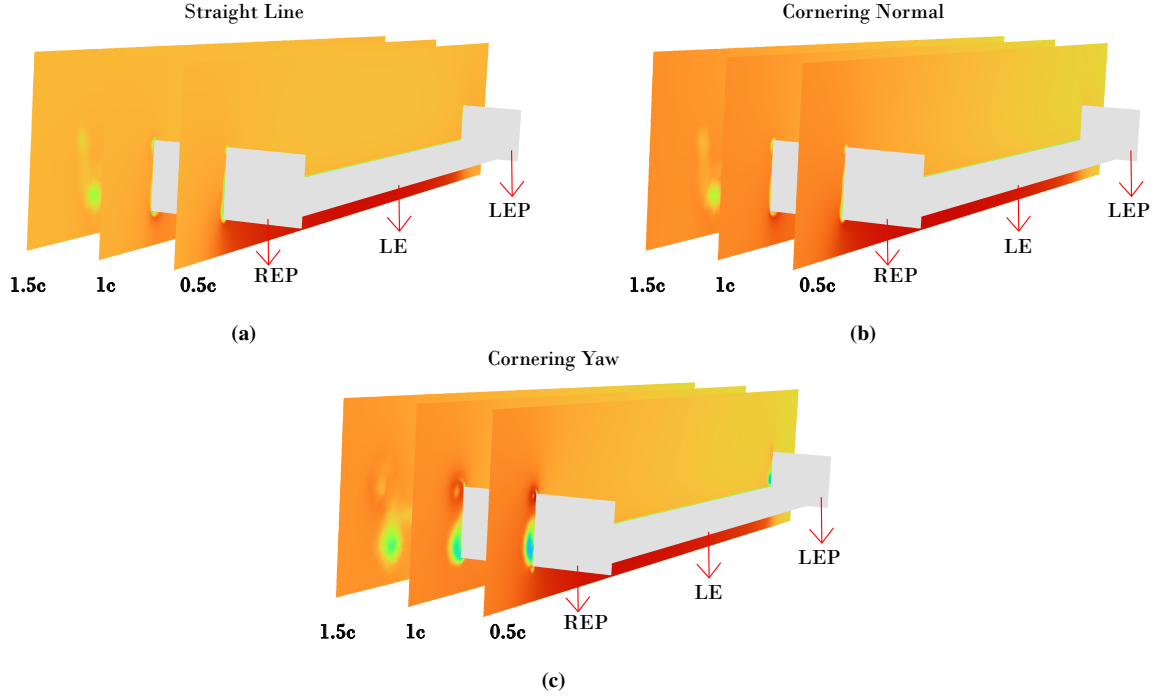 Straight Line
LEP
LE
REP
1.5c 1c 0.5c
(a)
Cornering Normal
LEP
LE
REP
1.5c 1c 0.5c
(b)
Cornering Yaw
LEP
LE
REP
1.5c 1c 0.5c
(c)